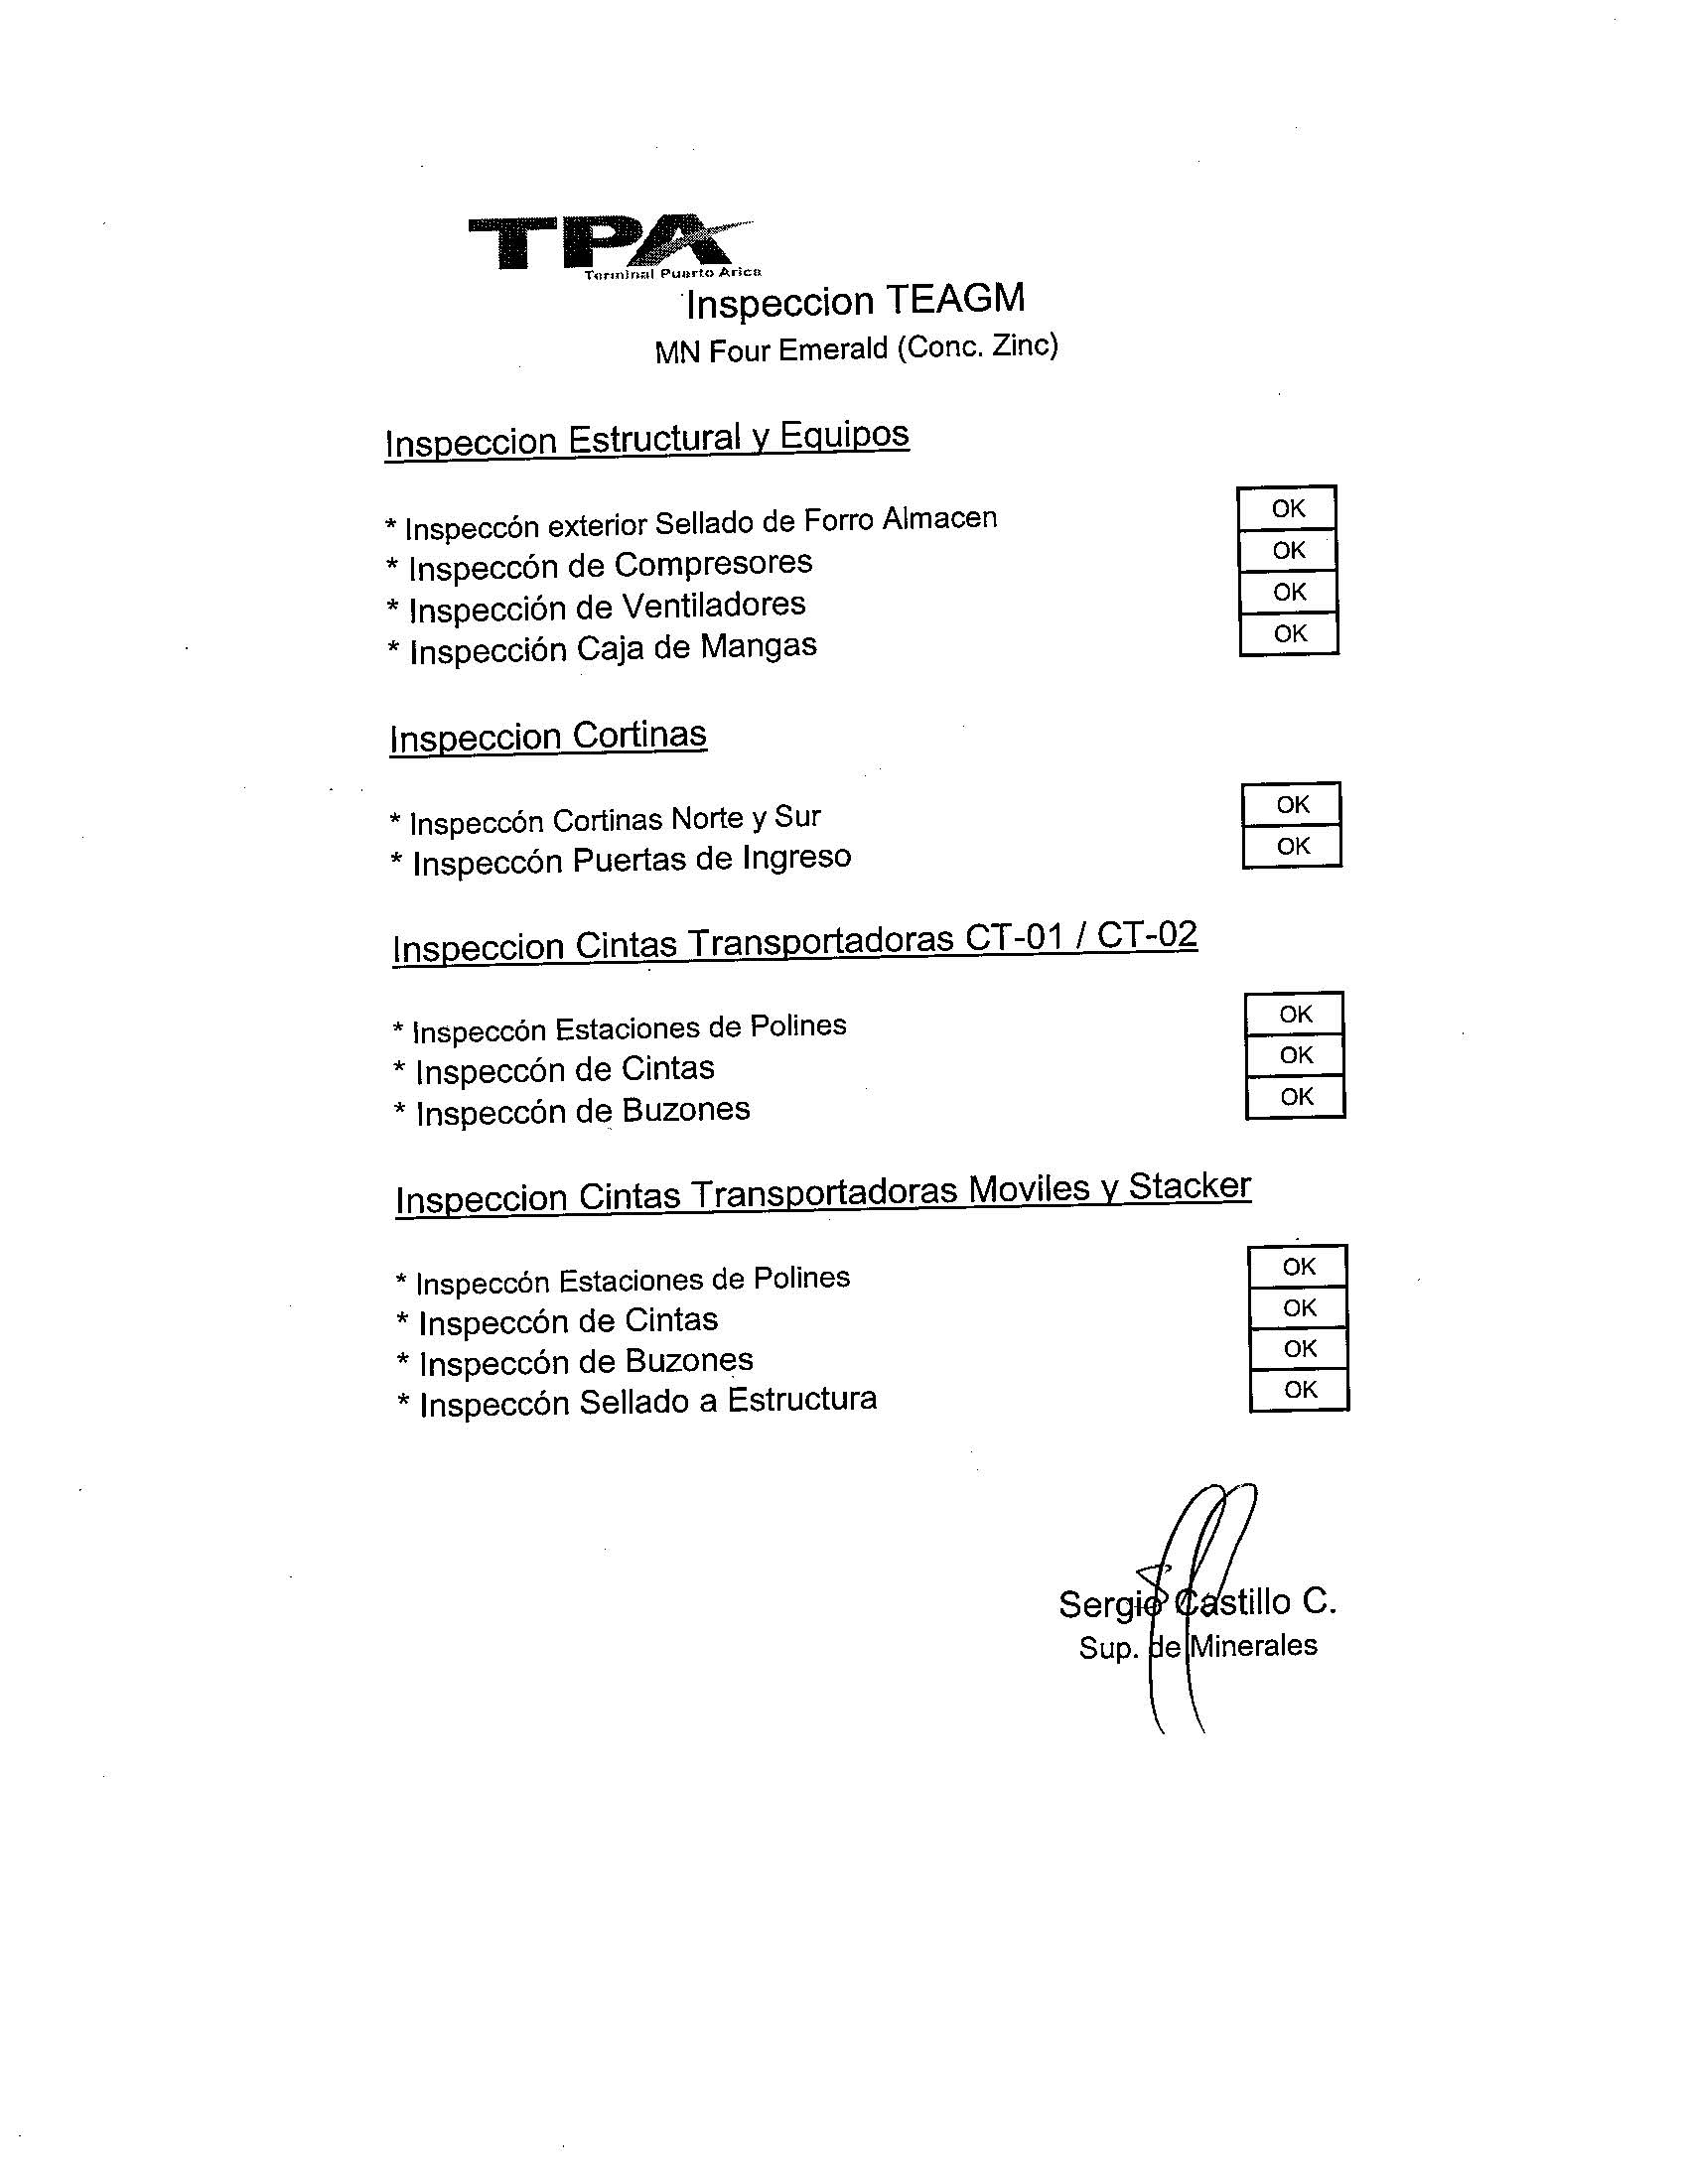 TPA
Terminal Puerto Arica
Inspeccion TEAGM
MN Four Emerald (Conc. Zinc)
Inspeccion Estructural y Equipos
* Inspeccón exterior Sellado de Forro Almacen OK
* Inspeccón de Compresores OK
* Inspección de Ventiladores OK
* Inspección Caja de Mangas OK
Inspeccion Cortinas
* Inspeccón Cortinas Norte y Sur OK
* Inspeccón Puertas de Ingreso OK
Inspeccion Cintas Transportadoras CT-01 / CT-02
* Inspeccón Estaciones de Polines OK
* Inspeccón de Cintas OK
* Inspeccón de Buzones OK
Inspeccion Cintas Transportadoras Moviles y Stacker
* Inspeccón Estaciones de Polines OK
* Inspeccón de Cintas OK
* Inspeccón de Buzones OK
* Inspeccón Sellado a Estructura OK
Sergio Castillo C.
Sup. de Minerales